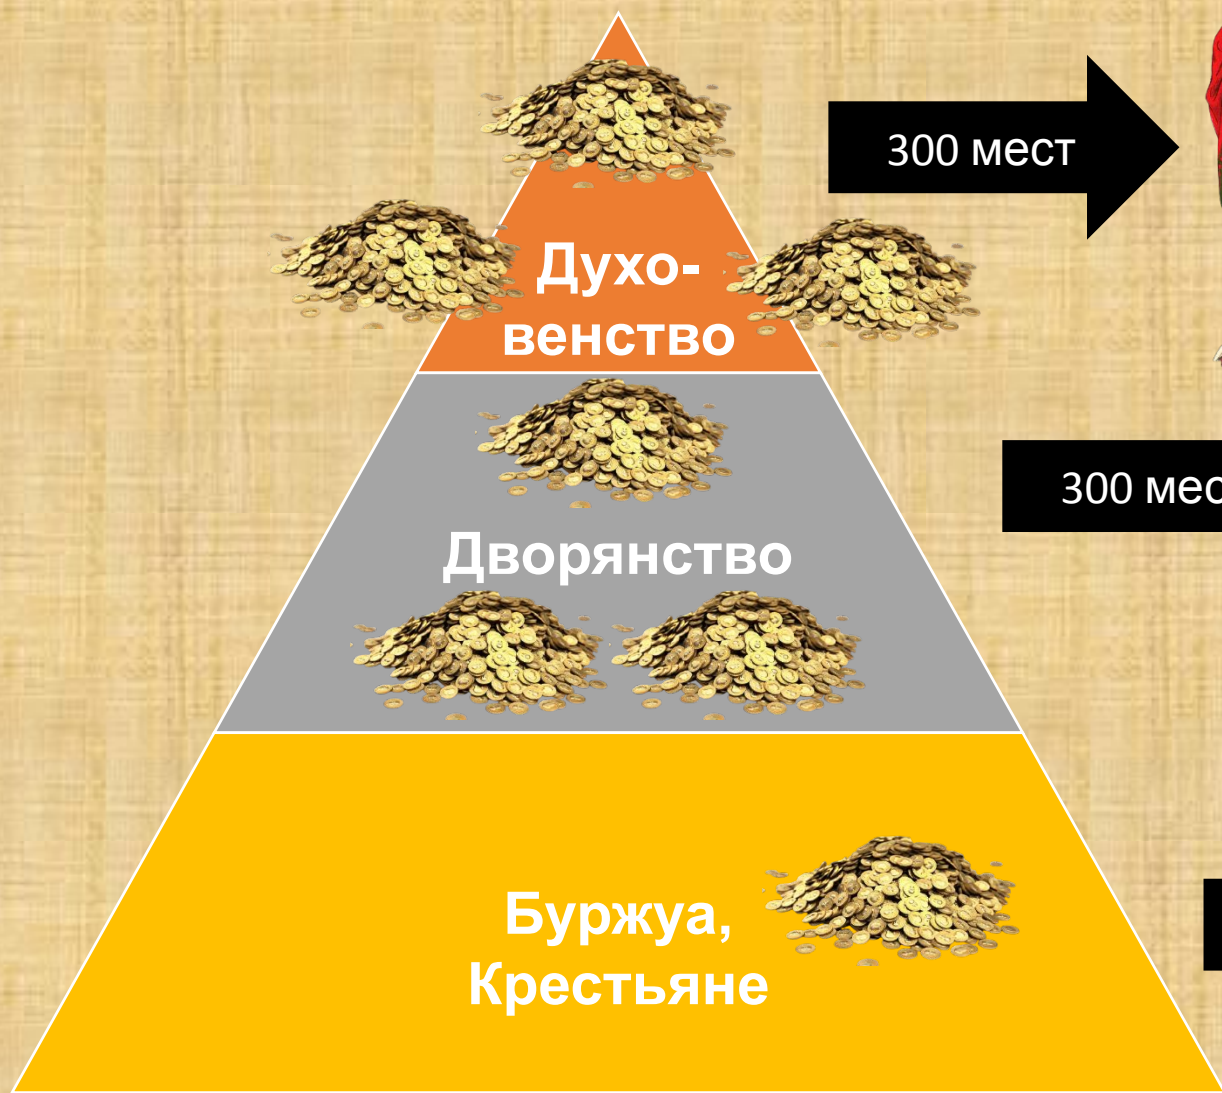 300 мест
Духо-
венство
300 мес
Дворянство
Буржуа,
Крестьяне